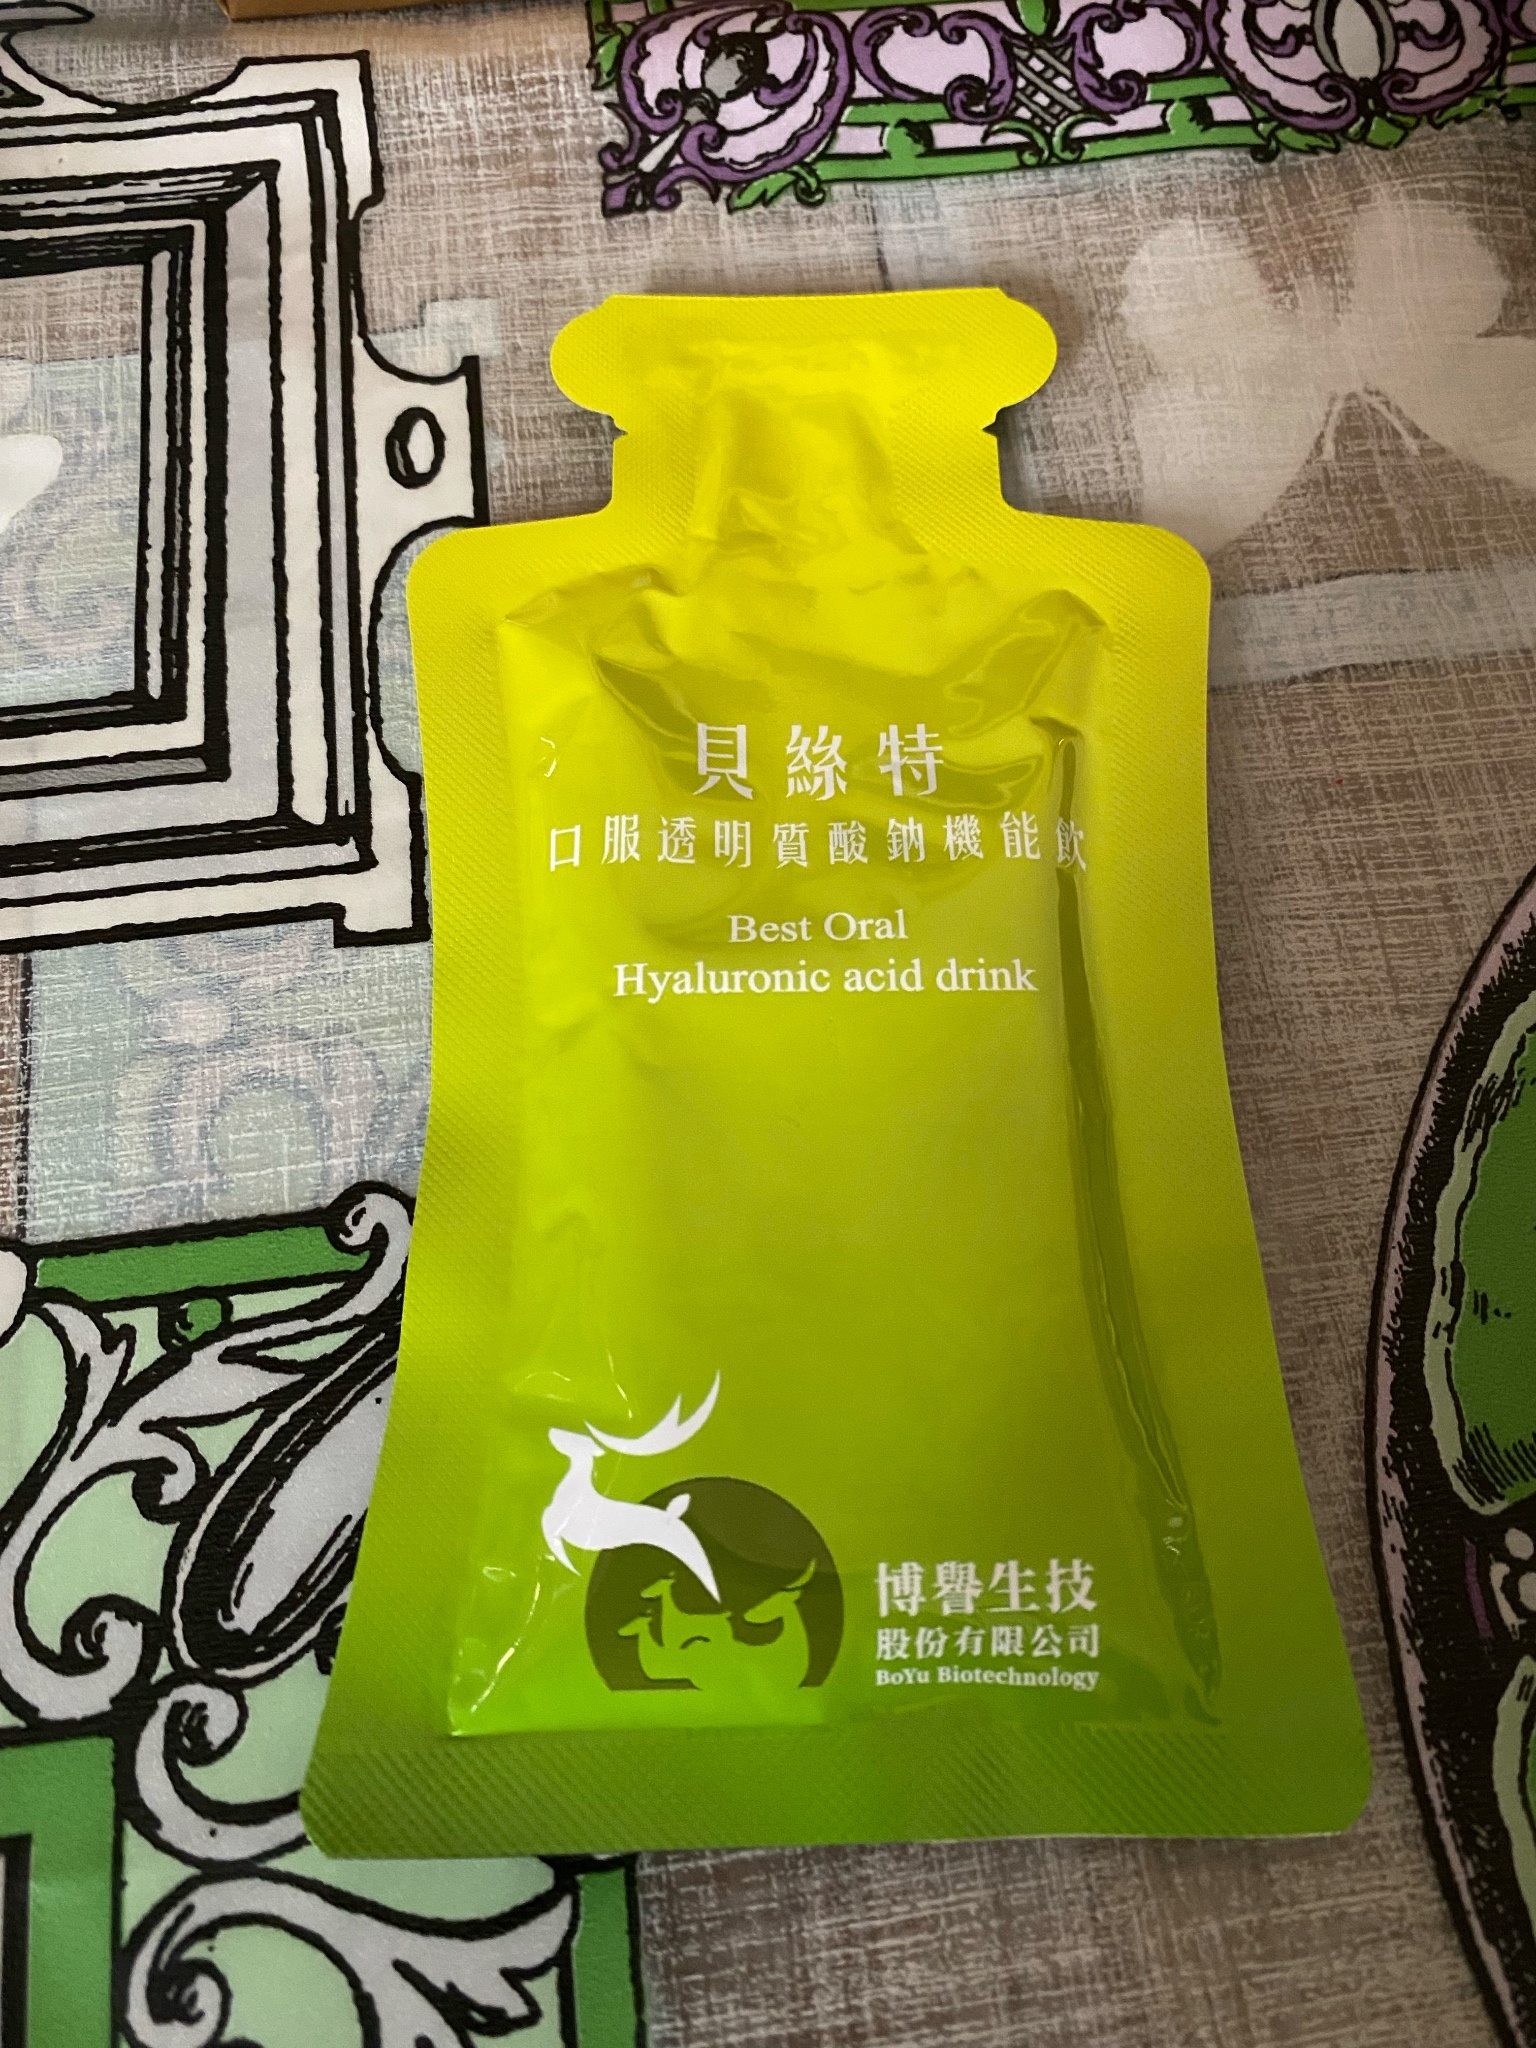 貝絲特
口服透明質酸鈉機能飲
Best Oral
Hyaluronic acid drink
博譽生技
股份有限公司
BoYu Biotechnology